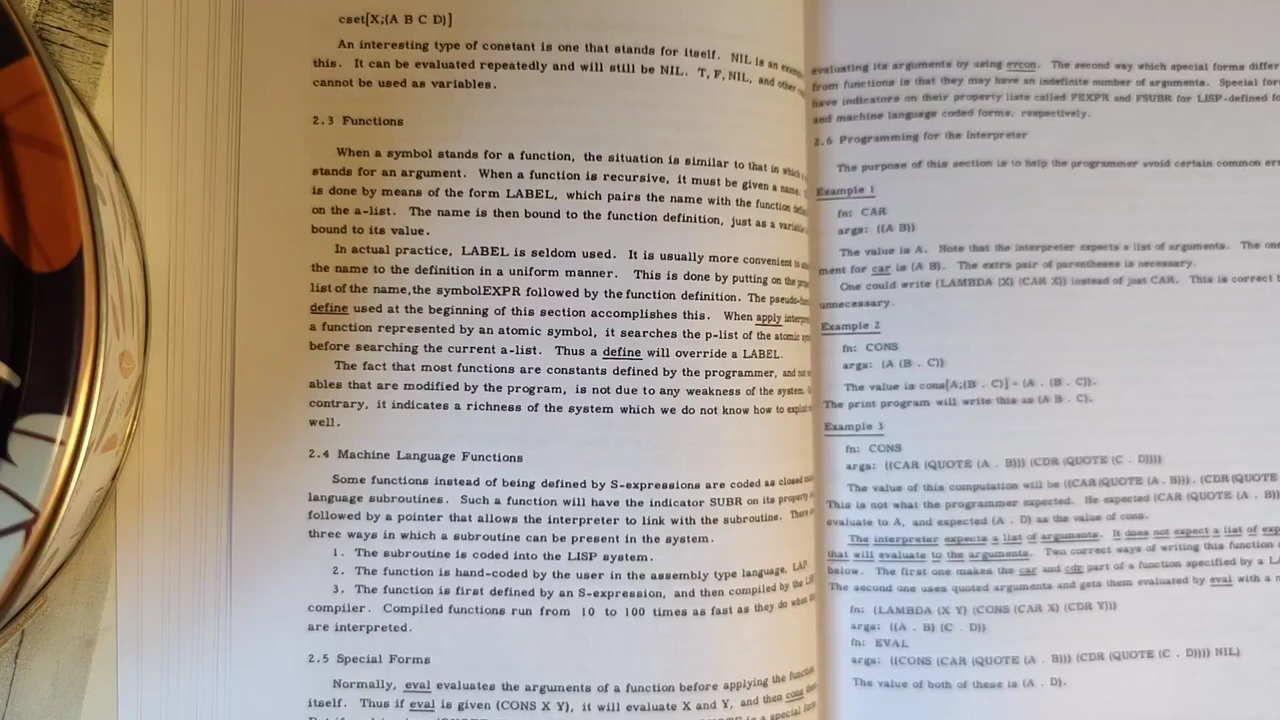 cset[X;(A B C D)]
An interesting type of constant is one that stands for itself. NIL is an
this. It can be evaluated repeatedly and will still be NIL. T, F, NIL, and other
cannot be used as variables.
2.3 Functions
When a symbol stands for a function, the situation is similar to that in which
stands for an argument. When a function is recursive, it must be given a name.
is done by means of the form LABEL, which pairs the name with the function
on the a-list. The name is then bound to the function definition, just as a
bound to its value.
In actual practice, LABEL is seldom used. It is usually more convenient
the name to the definition in a uniform manner. This is done by putting on the
list of the name, the symbolEXPR followed by the function definition. The
define used at the beginning of this section accomplishes this. When apply
a function represented by an atomic symbol, it searches the p-list of the atomic
before searching the current a-list. Thus a define will override a LABEL.
The fact that most functions are constants defined by the programmer, and
ables that are modified by the program, is not due to any weakness of the system.
contrary, it indicates a richness of the system which we do not know how to
well.
2.4 Machine Language Functions
Some functions instead of being defined by S-expressions are coded as closed
language subroutines. Such a function will have the indicator SUBR on its property
followed by a pointer that allows the interpreter to link with the subroutine.
three ways in which a subroutine can be present in the system.
1. The subroutine is coded into the LISP system.
2. The function is hand-coded by the user in the assembly type language, LAP.
3. The function is first defined by an S-expression, and then compiled by the
compiler. Compiled functions run from 10 to 100 times as fast as they do when
are interpreted.
2.5 Special Forms
Normally, eval evaluates the arguments of a function before applying the function
itself. Thus if eval is given (CONS X Y), it will evaluate X and Y, and then cons
evaluating its arguments by using evcon. The second way which special forms differ
from functions is that they may have an indefinite number of arguments. Special
have indicators on their property lists called FEXPR and FSUBR for LISP-defined
and machine language coded forms, respectively.
2.6 Programming for the Interpreter
The purpose of this section is to help the programmer avoid certain common
Example 1
fn: CAR
args: ((A B))
The value is A. Note that the interpreter expects a list of arguments. The
ment for car is (A B). The extra pair of parentheses is necessary.
One could write (LAMBDA (X) (CAR X)) instead of just CAR. This is correct
unnecessary.
Example 2
fn: CONS
args: (A (B . C))
The value is cons[A;(B . C)] = (A . (B . C)).
The print program will write this as (A B . C).
Example 3
fn: CONS
args: ((CAR (QUOTE (A . B))) (CDR (QUOTE (C . D))))
The value of this computation will be ((CAR (QUOTE (A . B))) . (CDR (QUOTE
This is not what the programmer expected. He expected (CAR (QUOTE (A . B))
evaluate to A, and expected (A . D) as the value of cons.
The interpreter expects a list of arguments. It does not expect a list of
that will evaluate to the arguments. Two correct ways of writing this function
below. The first one makes the car and cdr part of a function specified by a
The second one uses quoted arguments and gets them evaluated by eval with a
fn: (LAMBDA (X Y) (CONS (CAR X) (CDR Y)))
args: ((A . B) (C . D))
fn: EVAL
args: ((CONS (CAR (QUOTE (A . B))) (CDR (QUOTE (C . D)))) NIL)
The value of both of these is (A . D).